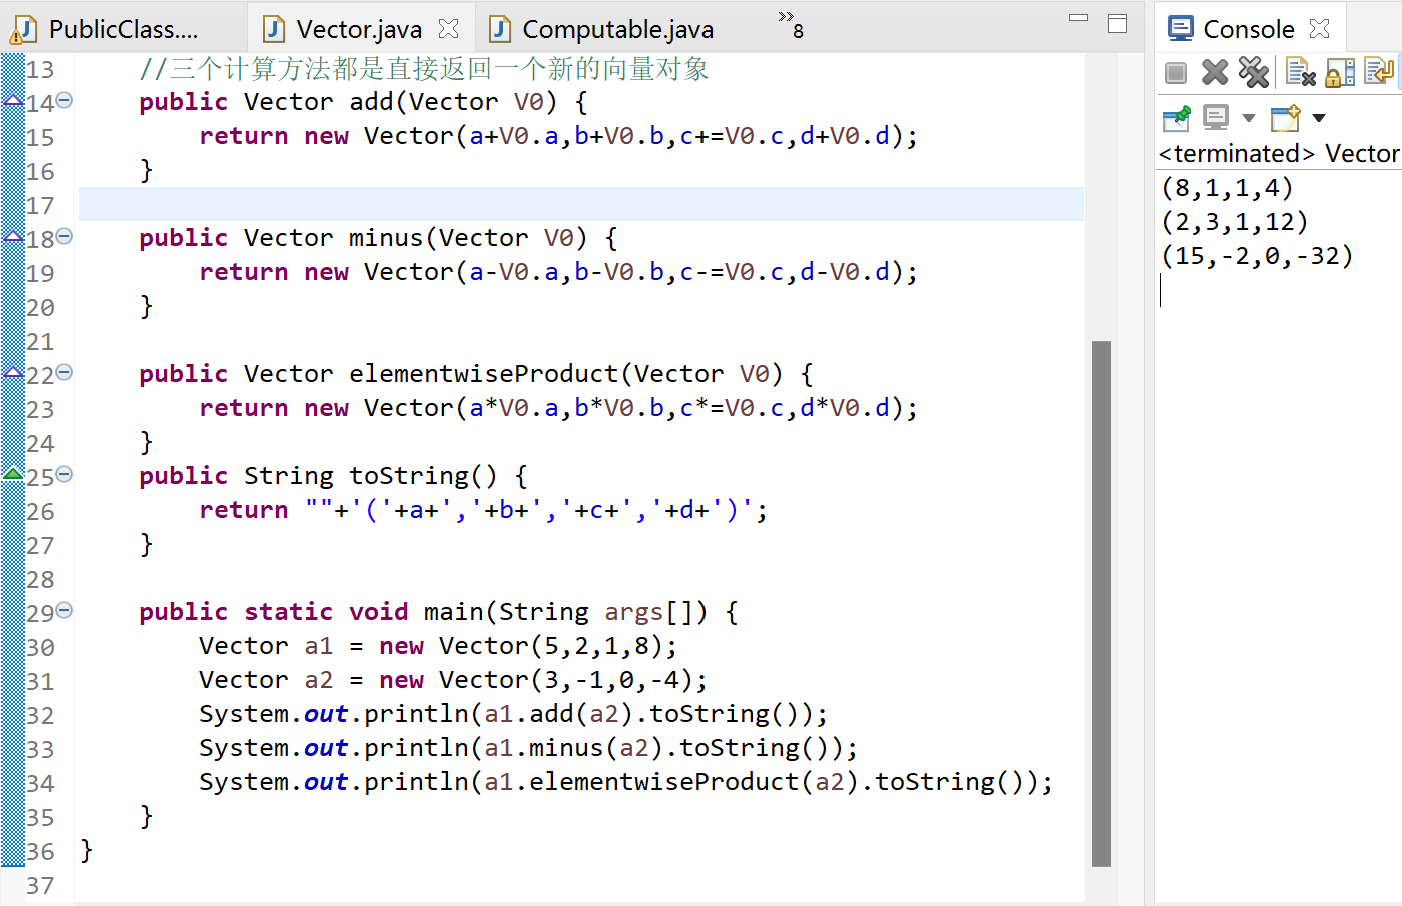 PublicClass....
Vector.java
Computable.java
8
Console
13 //三个计算方法都是直接返回一个新的向量对象
14 public Vector add(Vector V0) {
15 return new Vector(a+V0.a,b+V0.b,c+=V0.c,d+V0.d);
16 }
17
18 public Vector minus(Vector V0) {
19 return new Vector(a-V0.a,b-V0.b,c-=V0.c,d-V0.d);
20 }
21
22 public Vector elementwiseProduct(Vector V0) {
23 return new Vector(a*V0.a,b*V0.b,c*=V0.c,d*V0.d);
24 }
25 public String toString() {
26 return ""+'('+a+','+b+','+c+','+d+')';
27 }
28
29 public static void main(String args[]) {
30 Vector a1 = new Vector(5,2,1,8);
31 Vector a2 = new Vector(3,-1,0,-4);
32 System.out.println(a1.add(a2).toString());
33 System.out.println(a1.minus(a2).toString());
34 System.out.println(a1.elementwiseProduct(a2).toString());
35 }
36 }
37
<terminated> Vector
(8,1,1,4)
(2,3,1,12)
(15,-2,0,-32)